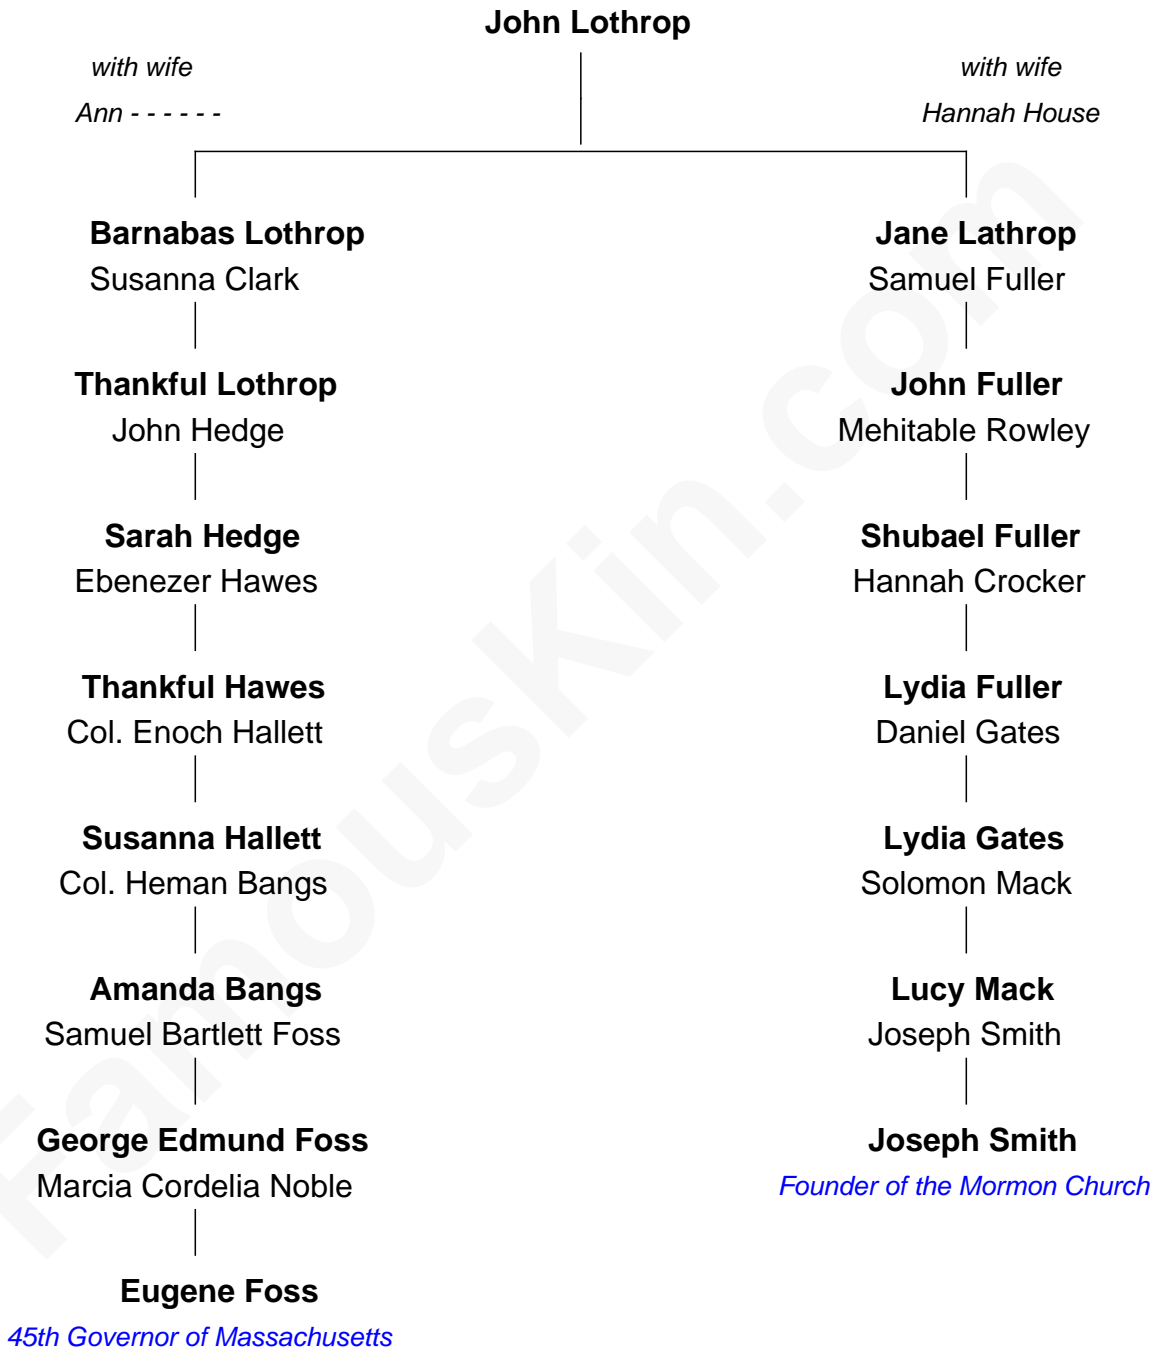 John Lothrop
with wife
Ann - - - - - -
with wife
Hannah House
Barnabas Lothrop
Susanna Clark
Jane Lathrop
Samuel Fuller
Thankful Lothrop
John Hedge
John Fuller
Mehitable Rowley
Sarah Hedge
Ebenezer Hawes
Shubael Fuller
Hannah Crocker
Thankful Hawes
Col. Enoch Hallett
Lydia Fuller
Daniel Gates
Susanna Hallett
Col. Heman Bangs
Lydia Gates
Solomon Mack
Amanda Bangs
Samuel Bartlett Foss
Lucy Mack
Joseph Smith
George Edmund Foss
Marcia Cordelia Noble
Joseph Smith
Founder of the Mormon Church
Eugene Foss
45th Governor of Massachusetts
FamousKin.com